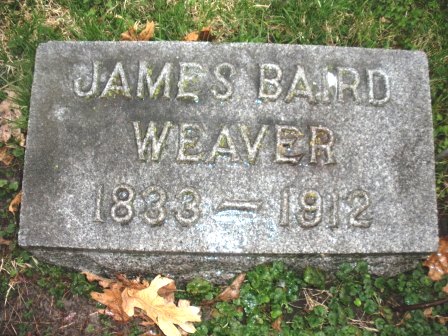 JAMES BAIRD
WEAVER
1833 — 1912